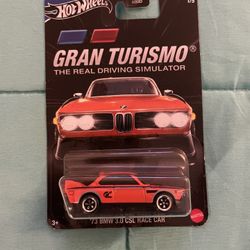 Hot Wheels
GRAN TURISMO®
THE REAL DRIVING SIMULATOR
'73 BMW 3.0 CSL RACE CAR
3+